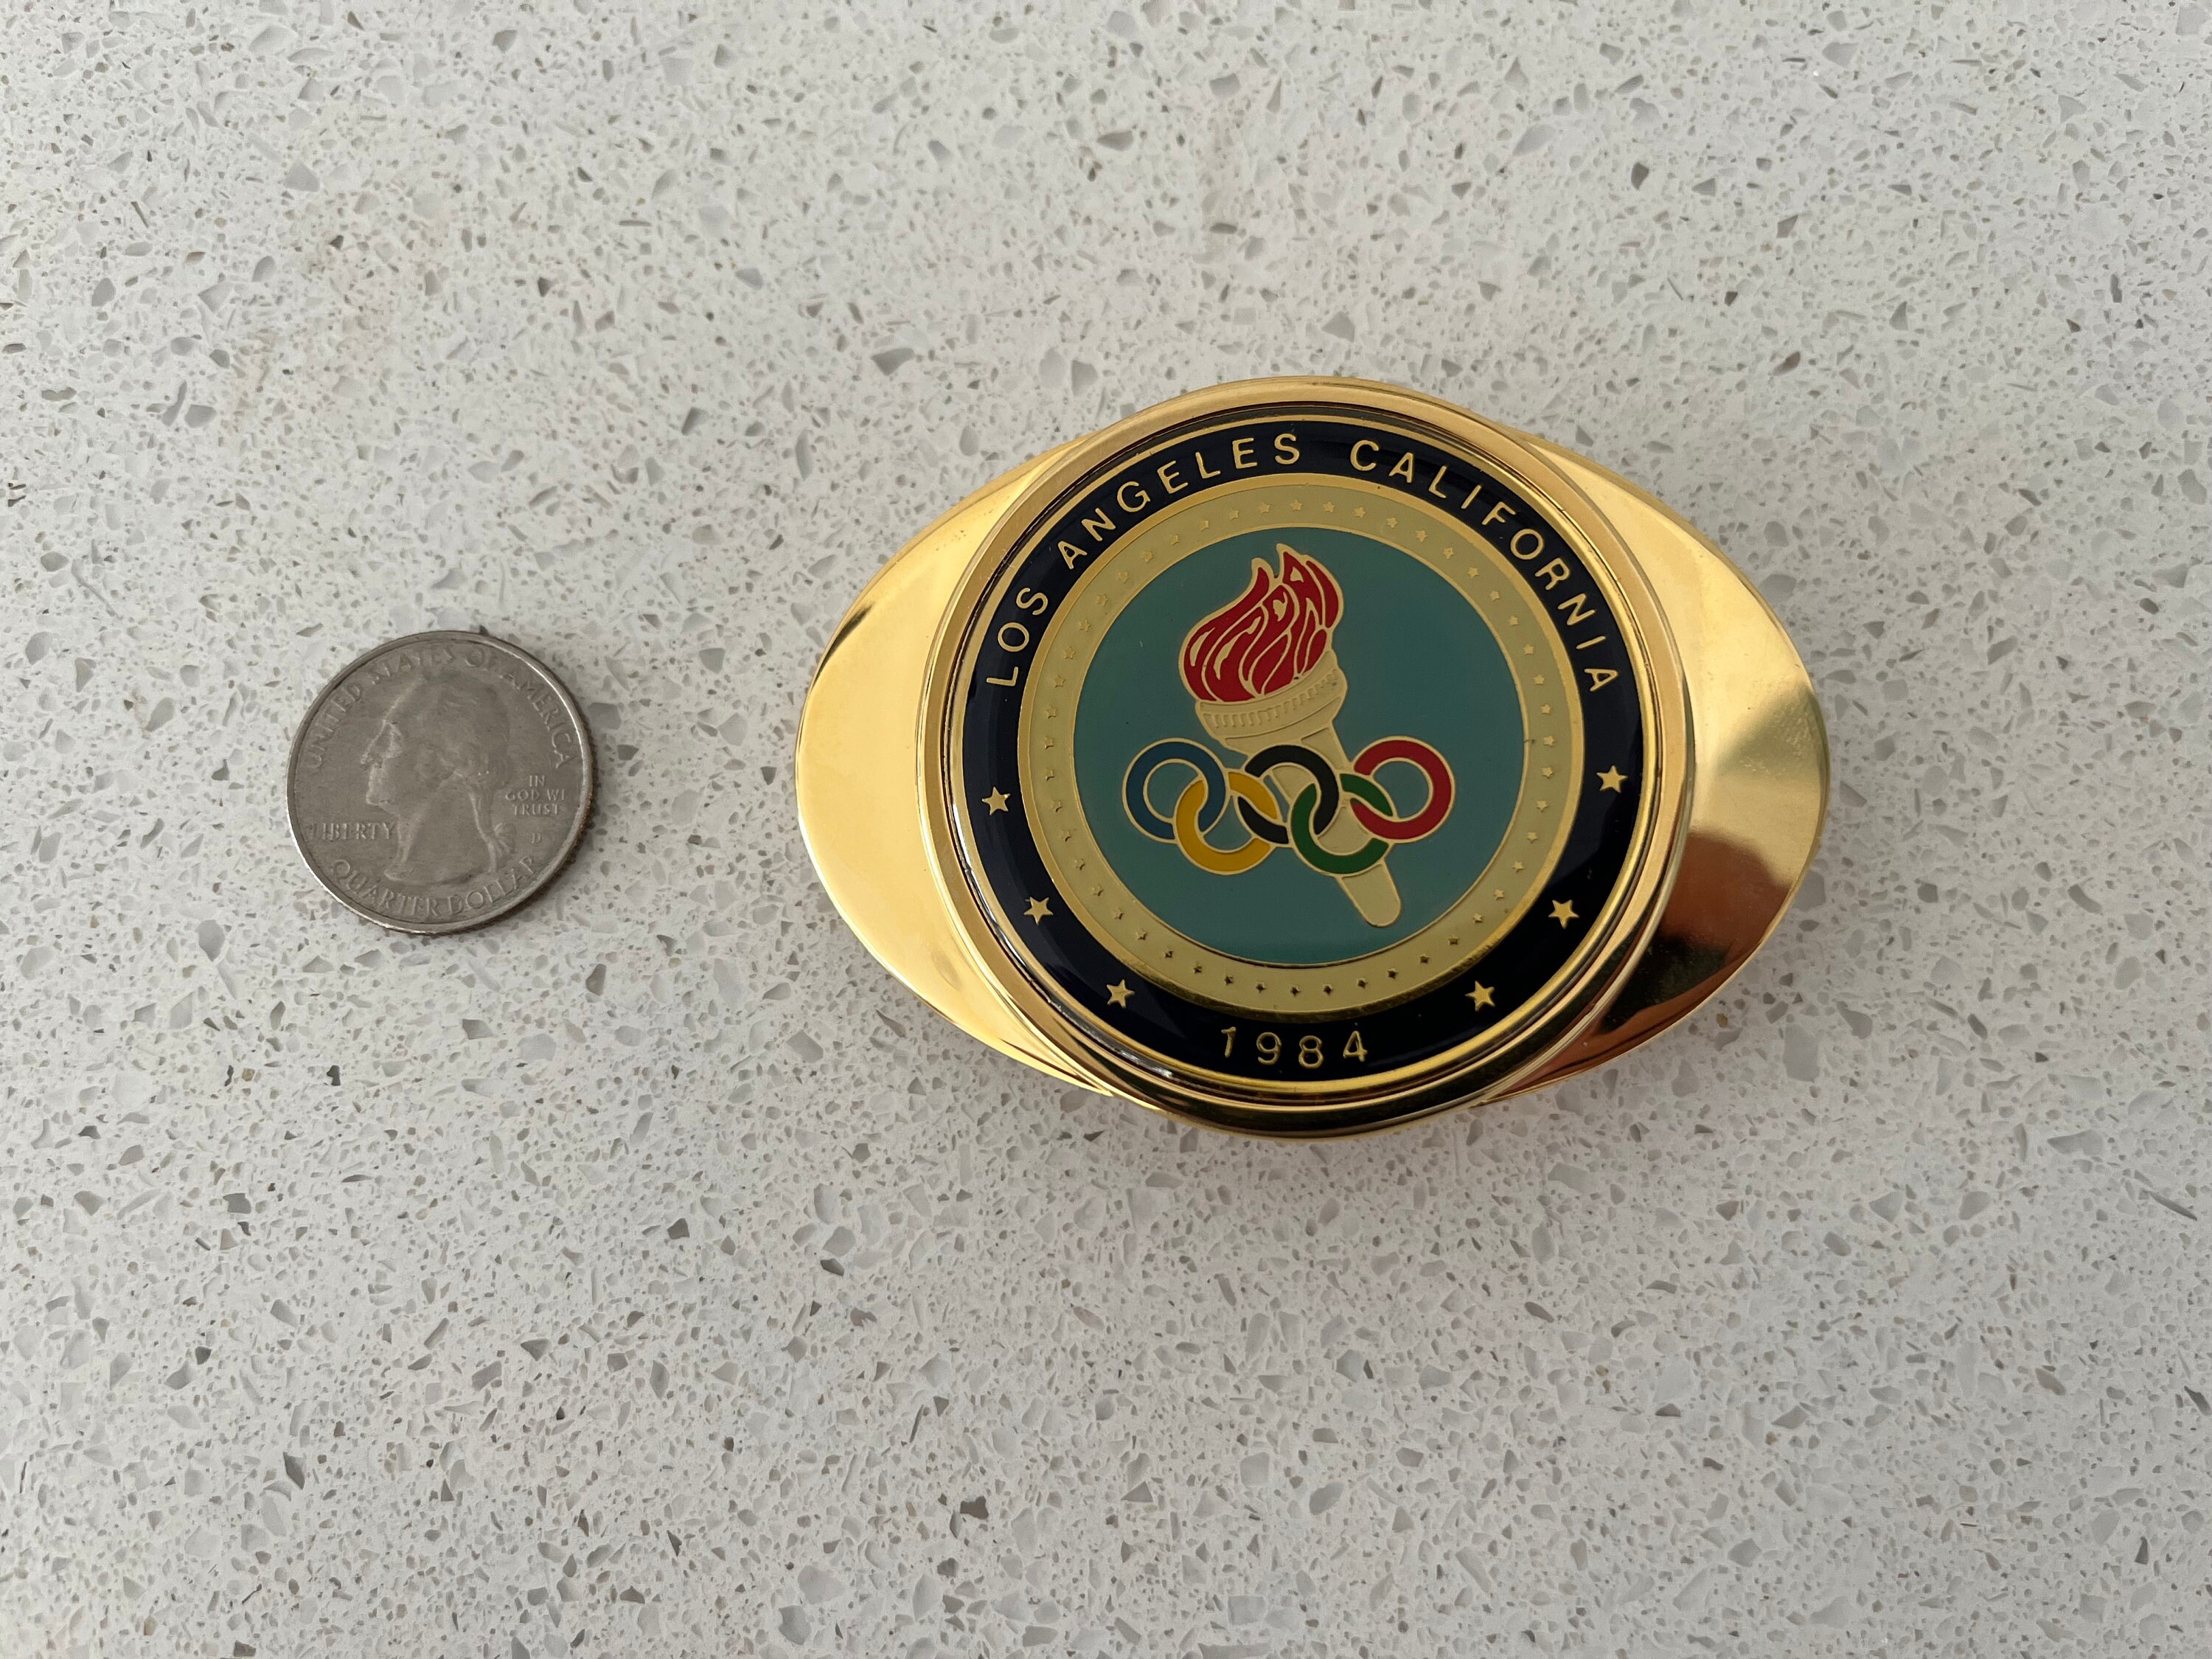 UNITED STATES OF AMERICA
IN
GOD WE
TRUST
LIBERTY
D
QUARTER DOLLAR
LOS ANGELES CALIFORNIA
1984